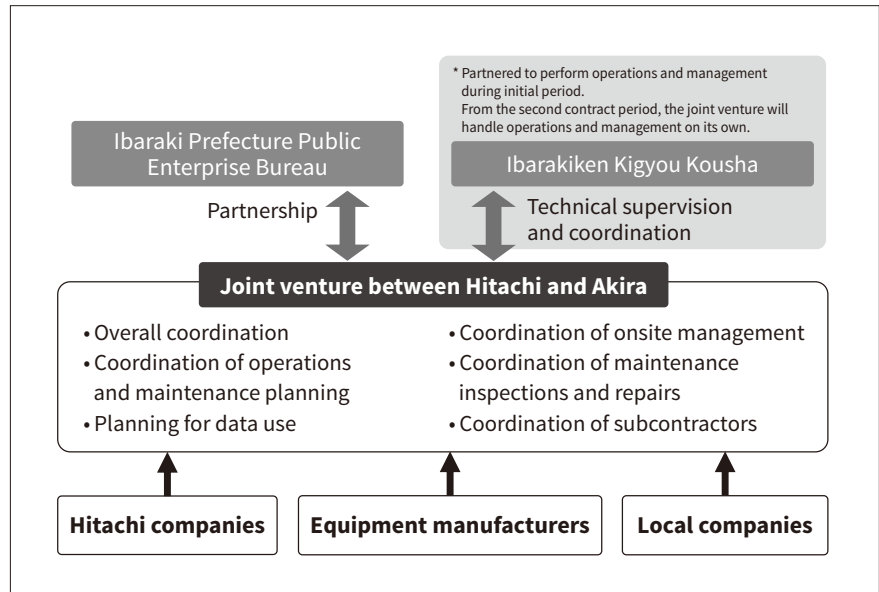 * Partnered to perform operations and management
during initial period.
From the second contract period, the joint venture will
handle operations and management on its own.
Ibaraki Prefecture Public
Enterprise Bureau
Ibarakiken Kigyou Kousha
Partnership
Technical supervision
and coordination
Joint venture between Hitachi and Akira
• Overall coordination
• Coordination of operations
and maintenance planning
• Planning for data use
• Coordination of onsite management
• Coordination of maintenance
inspections and repairs
• Coordination of subcontractors
Hitachi companies
Equipment manufacturers
Local companies